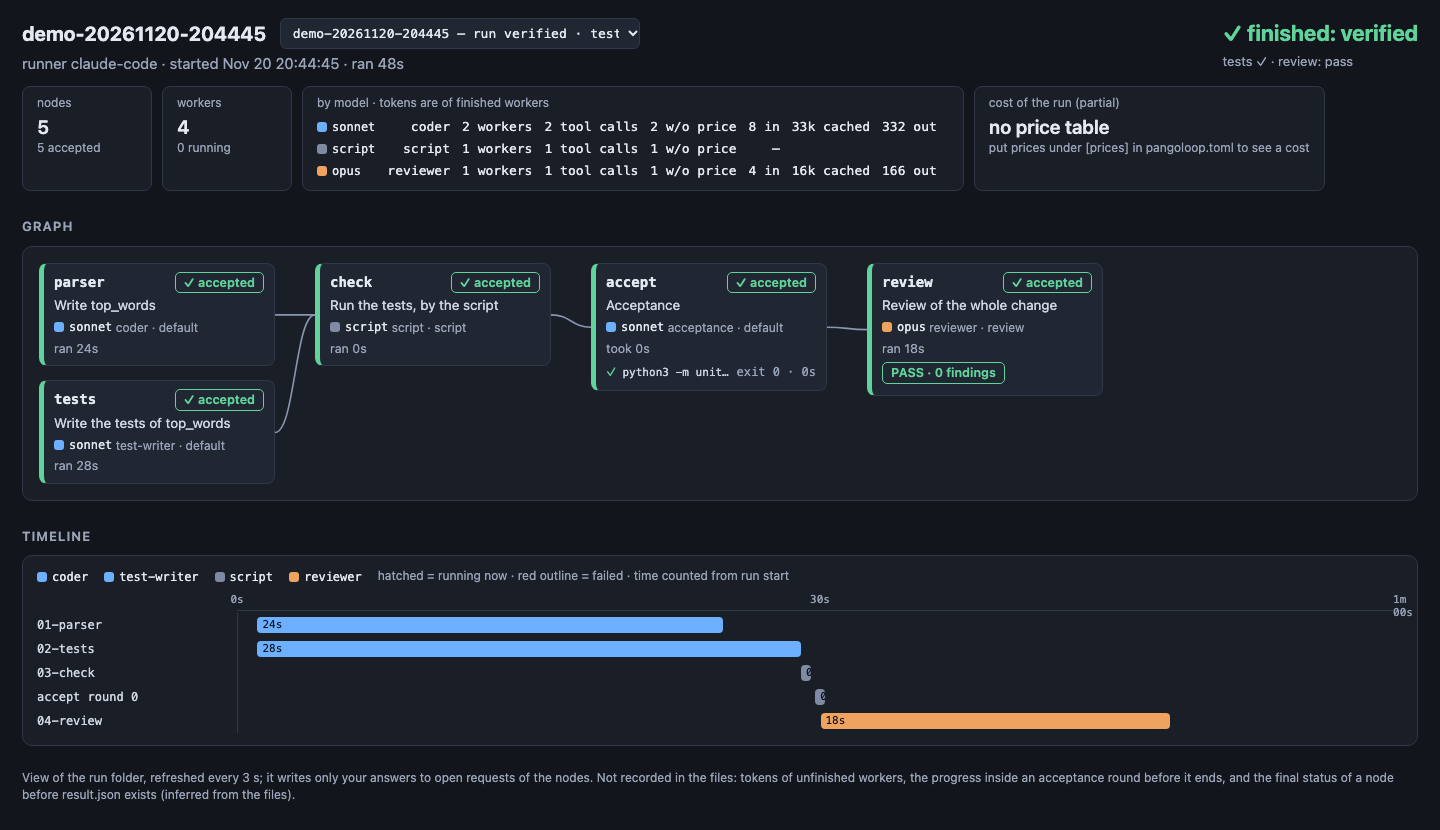 demo-20261120-204445 demo-20261120-204445 — run verified · test
✓ finished: verified
runner claude-code · started Nov 20 20:44:45 · ran 48s
tests ✓ · review: pass
nodes
5
5 accepted
workers
4
0 running
by model · tokens are of finished workers
sonnet coder 2 workers 2 tool calls 2 w/o price 8 in 33k cached 332 out
script script 1 workers 1 tool calls 1 w/o price –
opus reviewer 1 workers 1 tool calls 1 w/o price 4 in 16k cached 166 out
cost of the run (partial)
no price table
put prices under [prices] in pangoloop.toml to see a cost
GRAPH
parser ✓ accepted
Write top_words
sonnet coder · default
ran 24s
tests ✓ accepted
Write the tests of top_words
sonnet test-writer · default
ran 28s
check ✓ accepted
Run the tests, by the script
script script · script
ran 0s
accept ✓ accepted
Acceptance
sonnet acceptance · default
took 0s
✓ python3 -m unit… exit 0 · 0s
review ✓ accepted
Review of the whole change
opus reviewer · review
ran 18s
PASS · 0 findings
TIMELINE
coder test-writer script reviewer hatched = running now · red outline = failed · time counted from run start
0s 30s 1m 00s
01-parser 24s
02-tests 28s
03-check
accept round 0
04-review 18s
View of the run folder, refreshed every 3 s; it writes only your answers to open requests of the nodes. Not recorded in the files: tokens of unfinished workers, the progress inside an acceptance round before it ends, and the final status of a node
before result.json exists (inferred from the files).